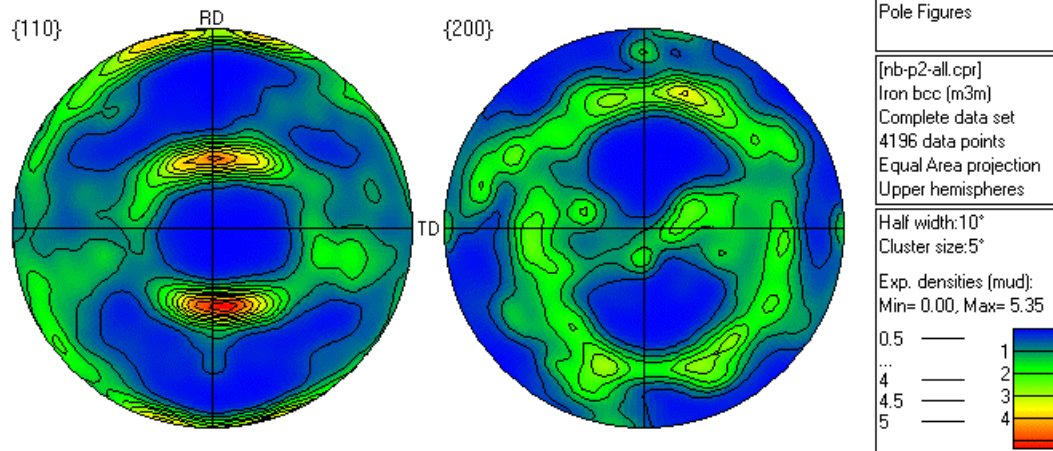 {110}
RD
{200}
TD
Pole Figures
[nb-p2-all.cpr]
Iron bcc (m3m)
Complete data set
4196 data points
Equal Area projection
Upper hemispheres
Half width:10°
Cluster size:5°
Exp. densities (mud):
Min= 0.00, Max= 5.35
0.5
...
4
4.5
5
1
2
3
4